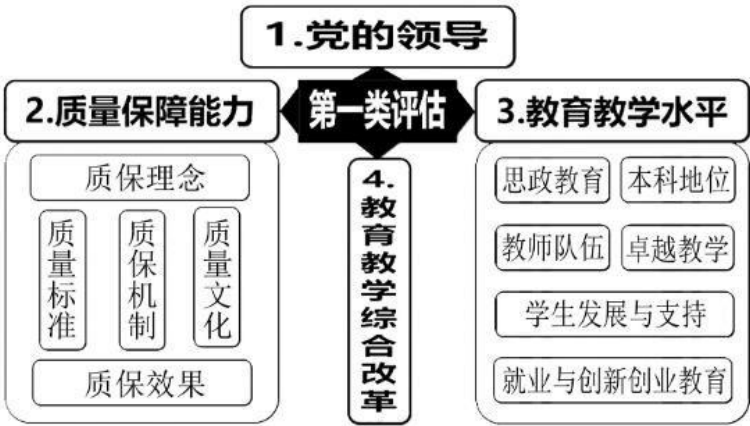 1.党的领导
2.质量保障能力
第一类评估
3.教育教学水平
质保理念
质量标准
质保机制
质量文化
质保效果
4.教育教学综合改革
思政教育
本科地位
教师队伍
卓越教学
学生发展与支持
就业与创新创业教育